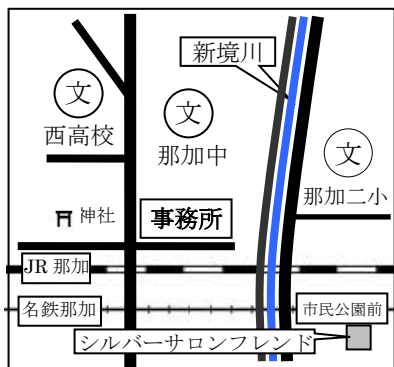 新境川
文
西高校
文
那加中
文
那加二小
神社
事務所
JR 那加
名鉄那加
市民公園前
シルバーサロンフレンド